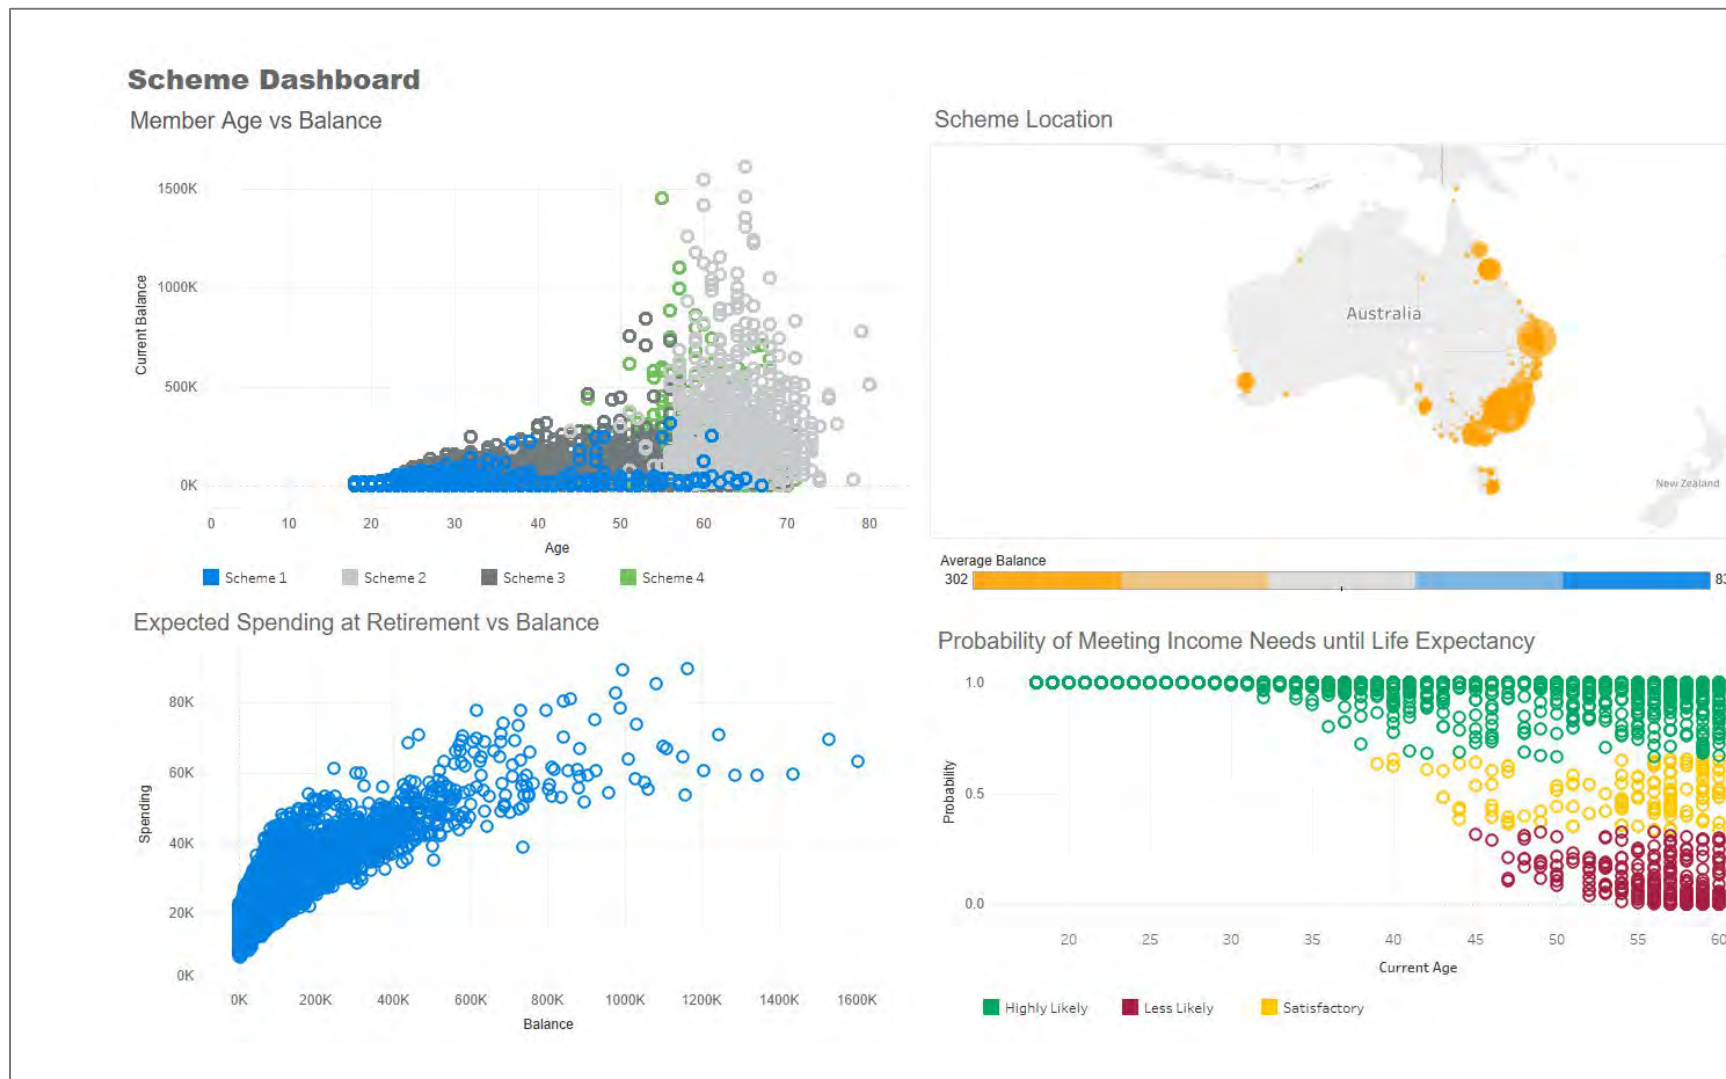 Scheme Dashboard
Member Age vs Balance
1500K
1000K
500K
0K
Current Balance
0 10 20 30 40 50 60 70 80
Age
Scheme 1 Scheme 2 Scheme 3 Scheme 4
Scheme Location
Australia
New Zealand
Average Balance
302 83
Expected Spending at Retirement vs Balance
80K
60K
40K
20K
0K
Spending
0K 200K 400K 600K 800K 1000K 1200K 1400K 1600K
Balance
Probability of Meeting Income Needs until Life Expectancy
1.0
0.5
0.0
Probability
20 25 30 35 40 45 50 55 60
Current Age
Highly Likely Less Likely Satisfactory